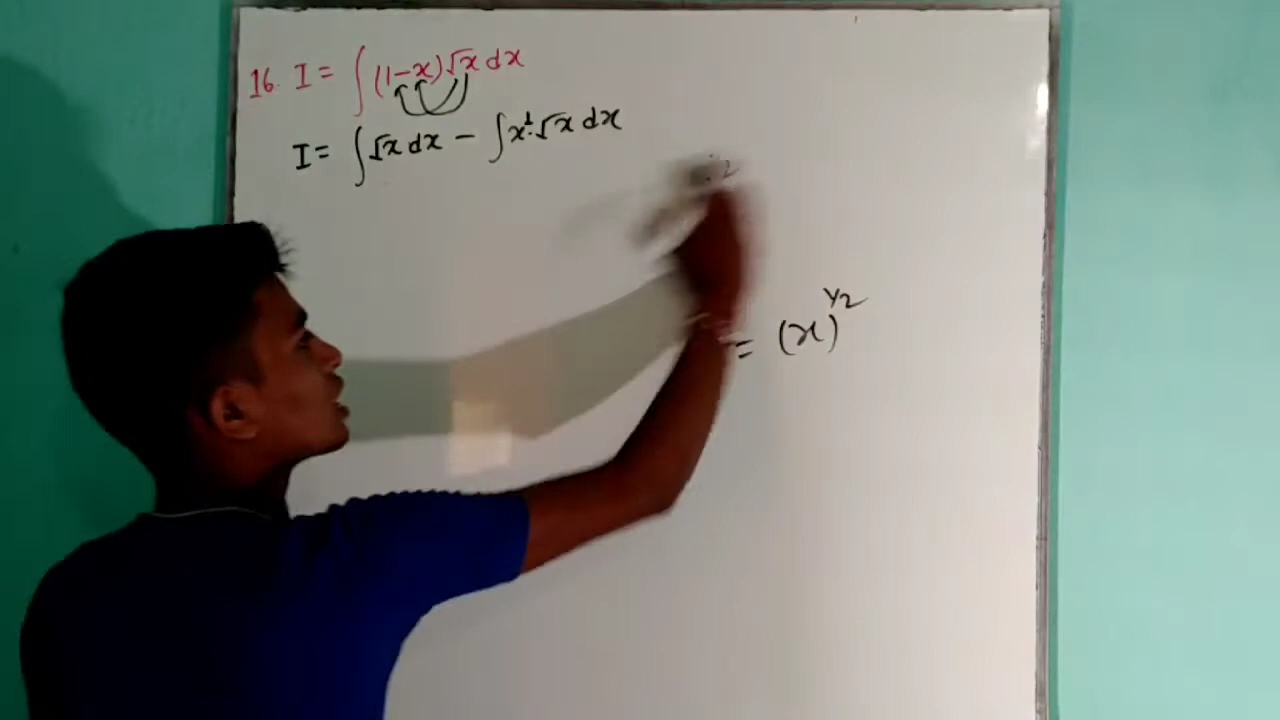 16. I = ∫(1-x)√x dx
I = ∫√x dx - ∫x¹·√x dx
= (x)^1/2